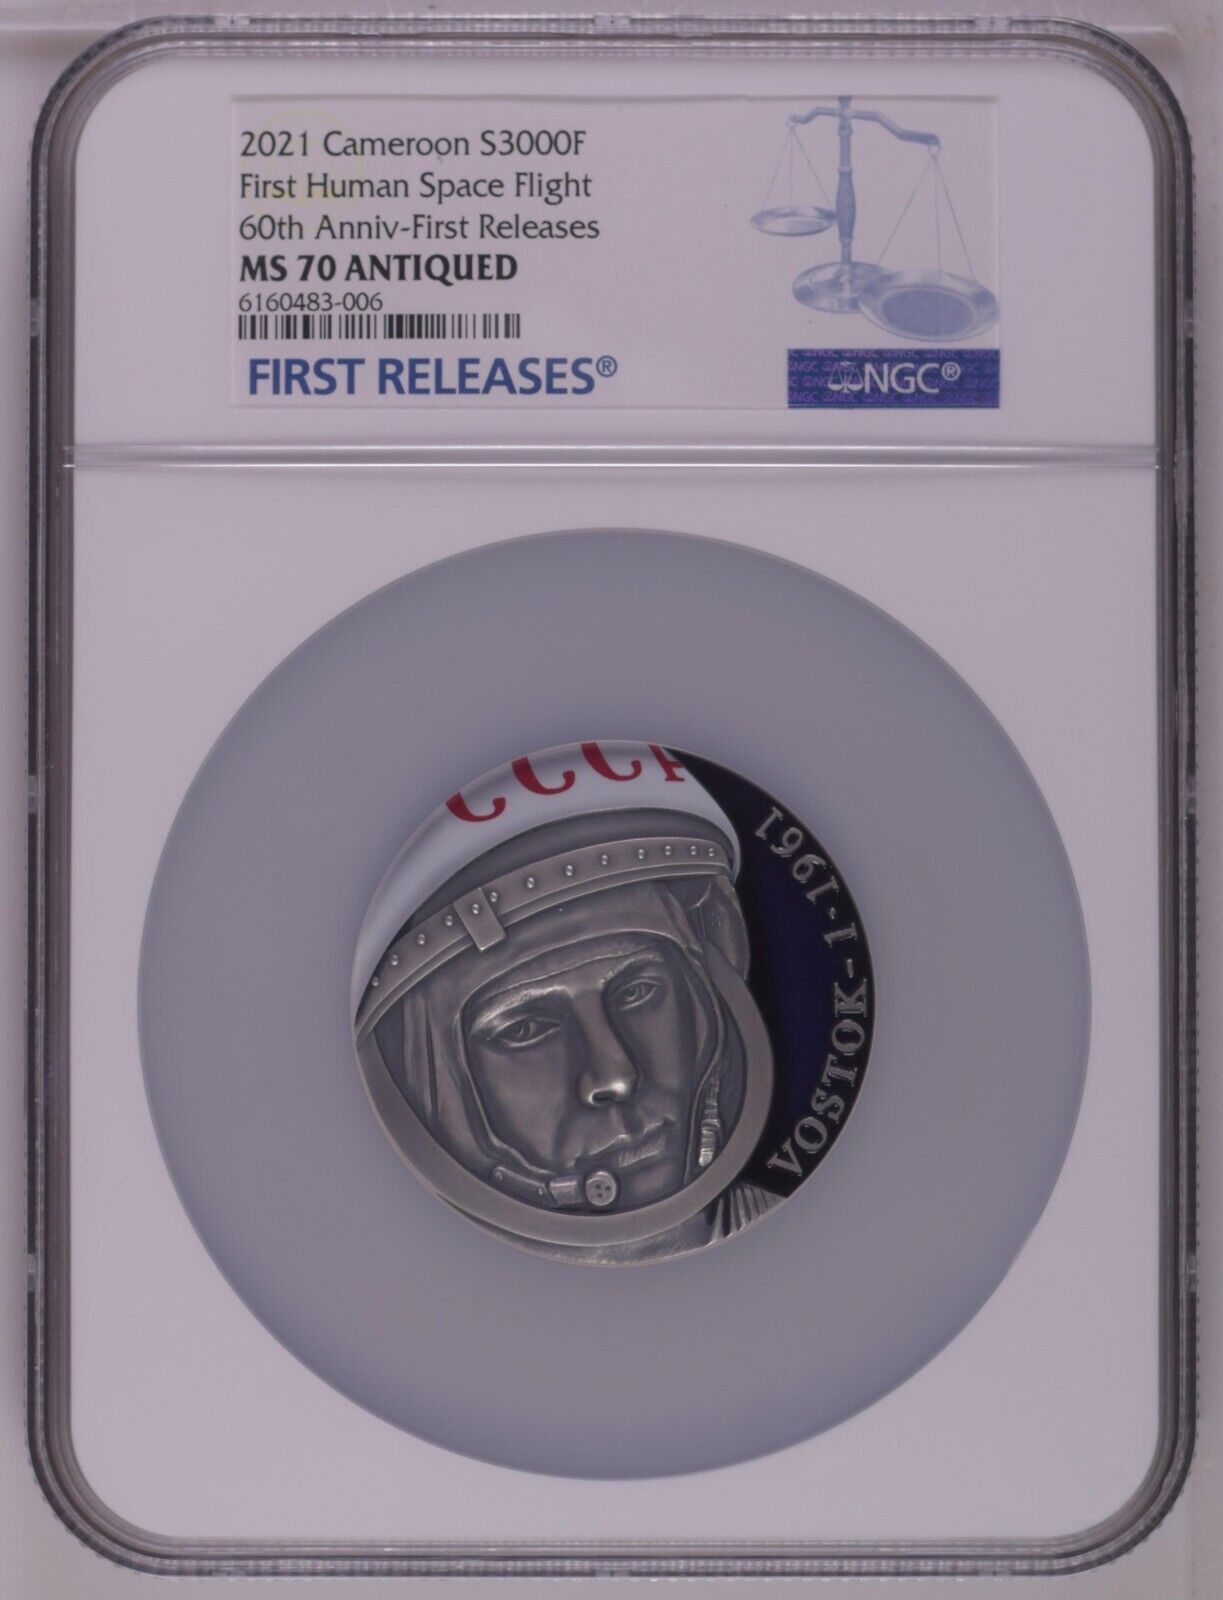 2021 Cameroon S3000F
First Human Space Flight
60th Anniv-First Releases
MS 70 ANTIQUED
6160483-006
FIRST RELEASES®
NGC®
СССР
VOSTOK-1·1961